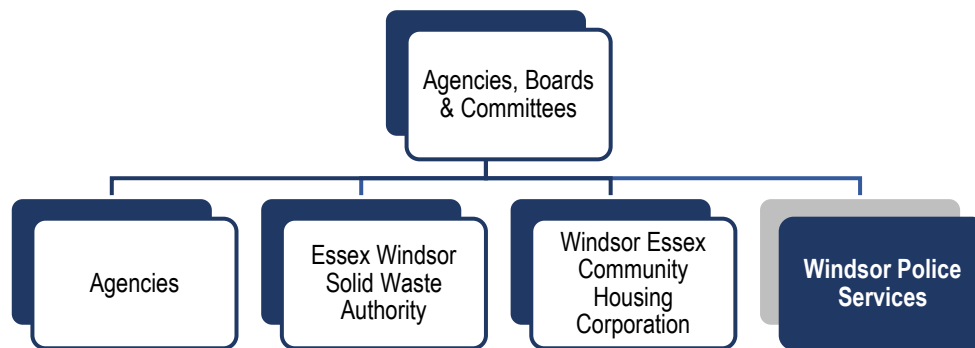 Agencies, Boards
& Committees
Agencies
Essex Windsor
Solid Waste
Authority
Windsor Essex
Community
Housing
Corporation
Windsor Police
Services